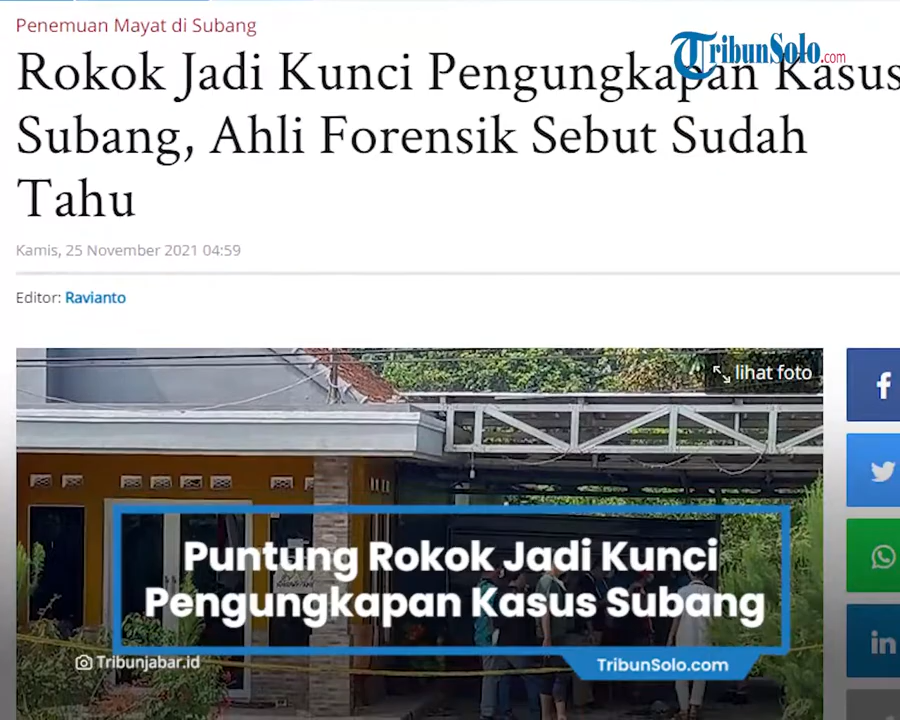 Penemuan Mayat di Subang
TribunSolo.com
Rokok Jadi Kunci Pengungkapan Kasus
Subang, Ahli Forensik Sebut Sudah
Tahu
Kamis, 25 November 2021 04:59
Editor: Ravianto
lihat foto
Puntung Rokok Jadi Kunci
Pengungkapan Kasus Subang
Tribunjabar.id
TribunSolo.com
f
in